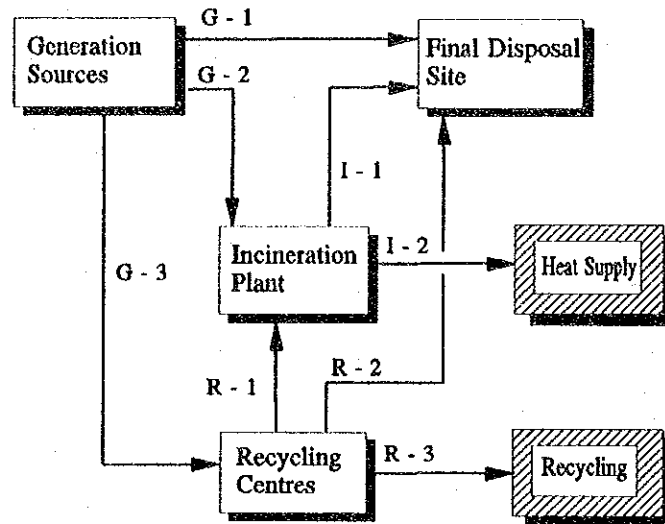 G - 1
Generation
Sources
Final Disposal
Site
G - 2
I - 1
Incineration
Plant
I - 2
Heat Supply
G - 3
R - 1
R - 2
Recycling
Centres
R - 3
Recycling